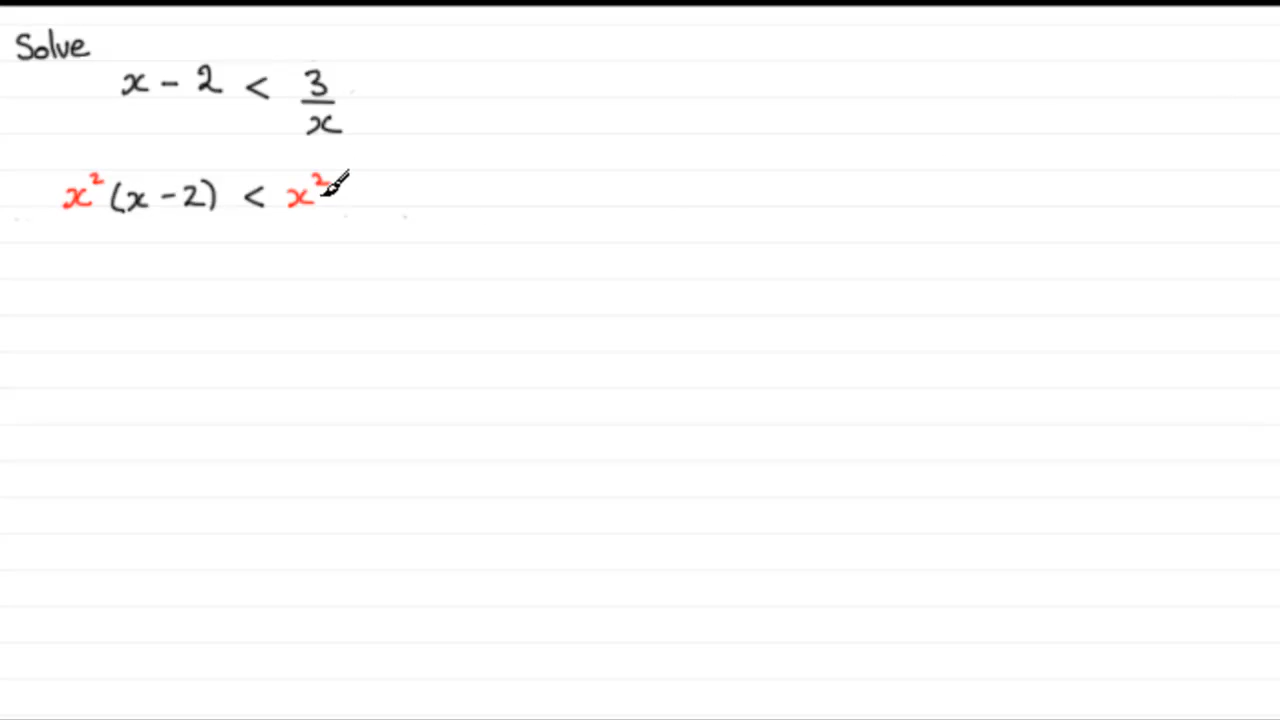 Solve
x - 2 < 3/x
x²(x - 2) < x²